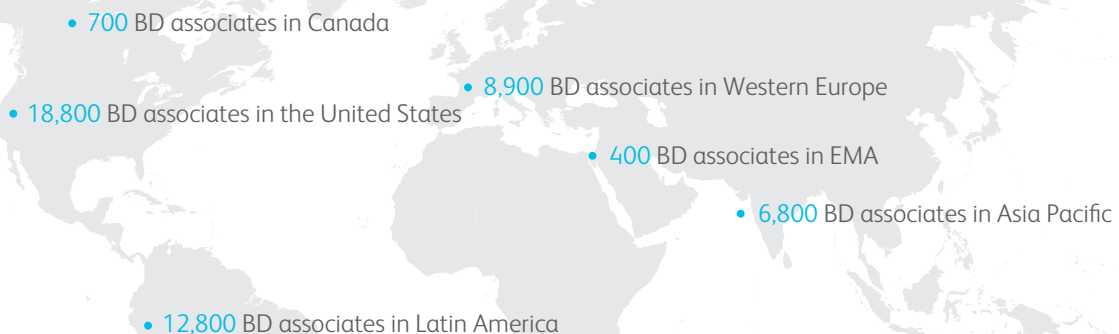 • 700 BD associates in Canada
• 8,900 BD associates in Western Europe
• 18,800 BD associates in the United States
• 400 BD associates in EMA
• 6,800 BD associates in Asia Pacific
• 12,800 BD associates in Latin America